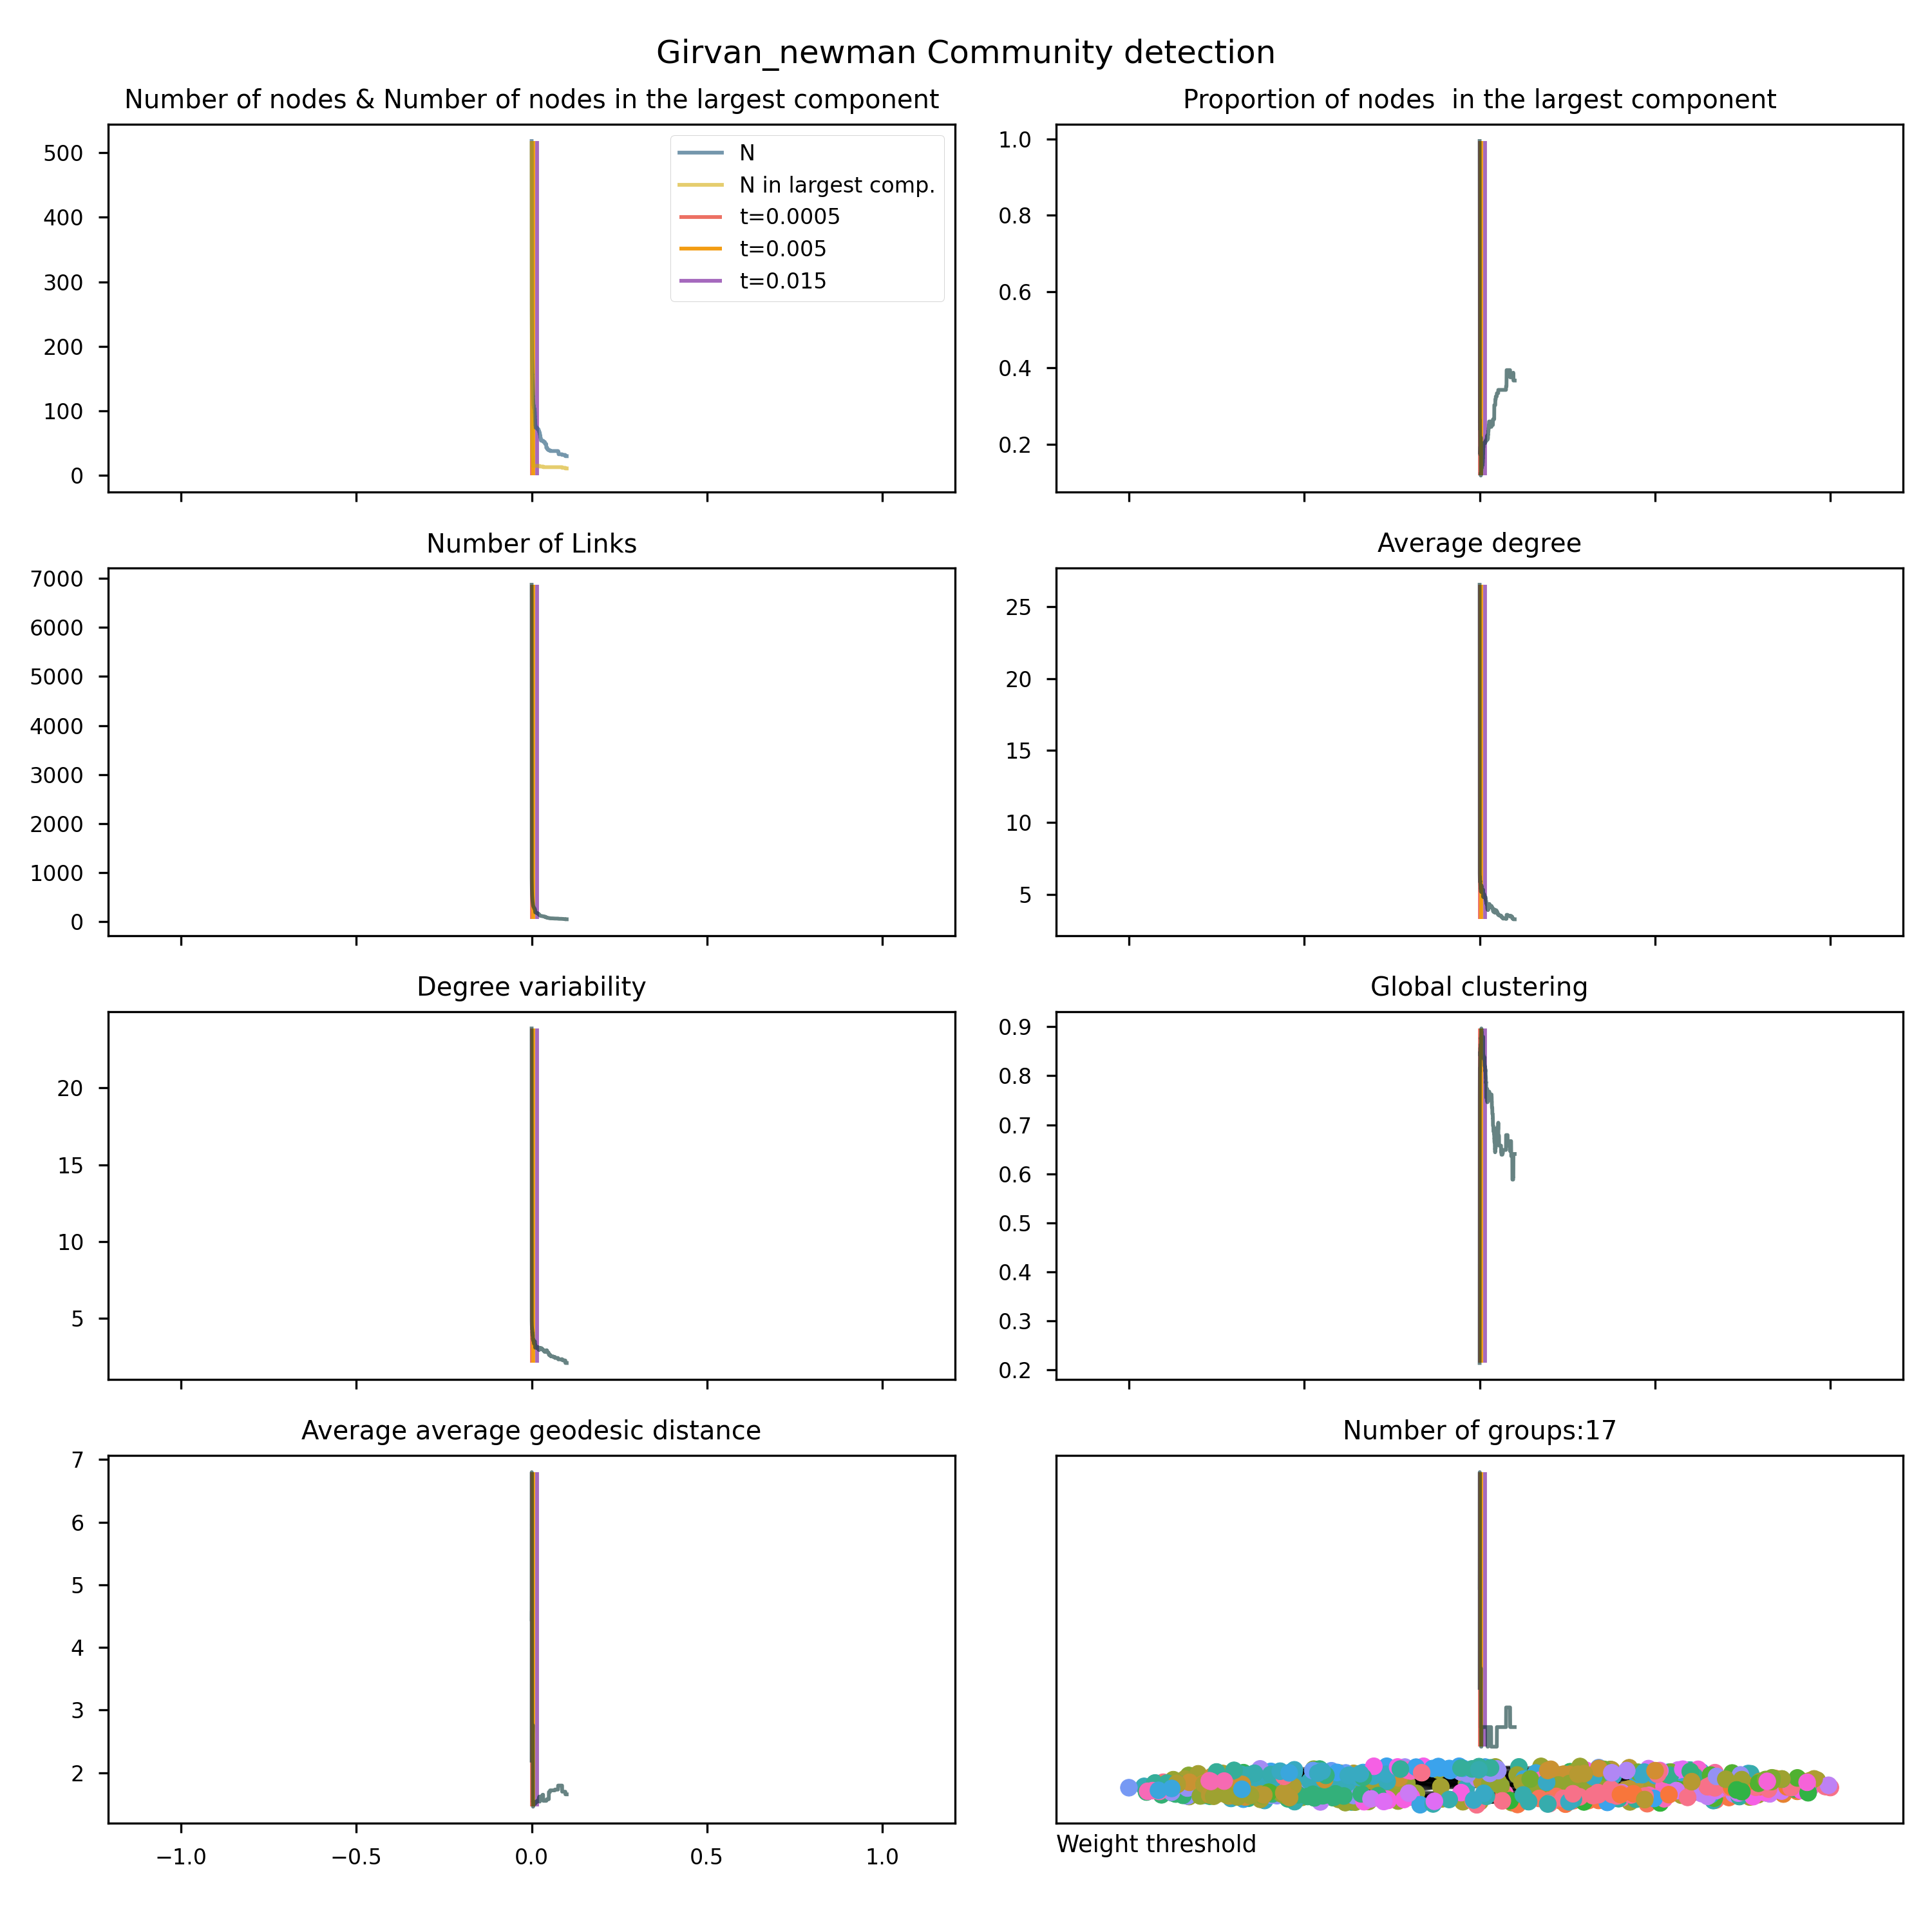 Girvan_newman Community detection
Number of nodes & Number of nodes in the largest component
Proportion of nodes  in the largest component
500
400
300
200
100
0
N
N in largest comp.
t=0.0005
t=0.005
t=0.015
1.0
0.8
0.6
0.4
0.2
Number of Links
Average degree
7000
6000
5000
4000
3000
2000
1000
0
25
20
15
10
5
Degree variability
Global clustering
20
15
10
5
0.9
0.8
0.7
0.6
0.5
0.4
0.3
0.2
Average average geodesic distance
Number of groups:17
7
6
5
4
3
2
−1.0 −0.5 0.0 0.5 1.0
Weight threshold